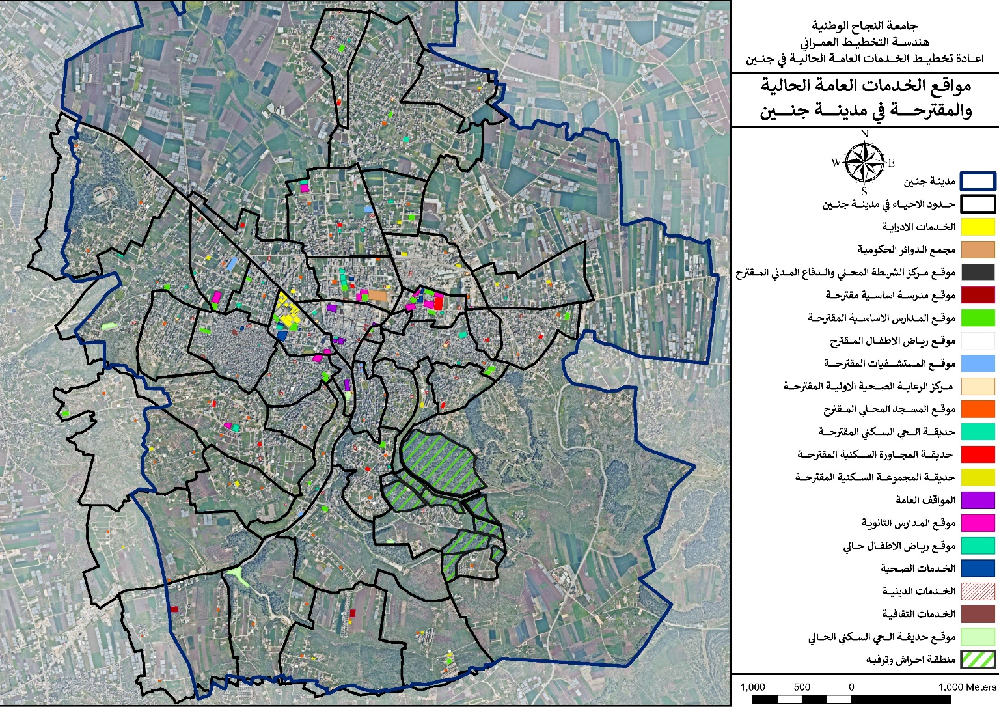 جامعة النجاح الوطنية
هندسة التخطيط العمراني
اعادة تخطيط الخدمات العامة الحالية في جنين
مواقع الخدمات العامة الحالية
والمقترحة في مدينة جنين
N
W E
S
مدينة جنين
حدود الاحياء في مدينة جنين
الخدمات الادراية
مجمع الدوائر الحكومية
موقع مركز الشرطة المحلي والدفاع المدني المقترح
موقع مدرسة اساسية مقترحة
موقع المدارس الاساسية المقترحة
موقع رياض الاطفال المقترح
موقع المستشفيات المقترحة
مركز الرعاية الصحية الاولية المقترحة
موقع المسجد المحلي المقترح
حديقة الحي السكني المقترحة
حديقة المجاورة السكنية المقترحة
حديقة المجموعة السكنية المقترحة
المواقف العامة
موقع المدارس الثانوية
موقع رياض الاطفال حالي
الخدمات الصحية
الخدمات الدينية
الخدمات الثقافية
موقع حديقة الحي السكني الحالي
منطقة احراش وترفيه
1,000 500 0 1,000 Meters